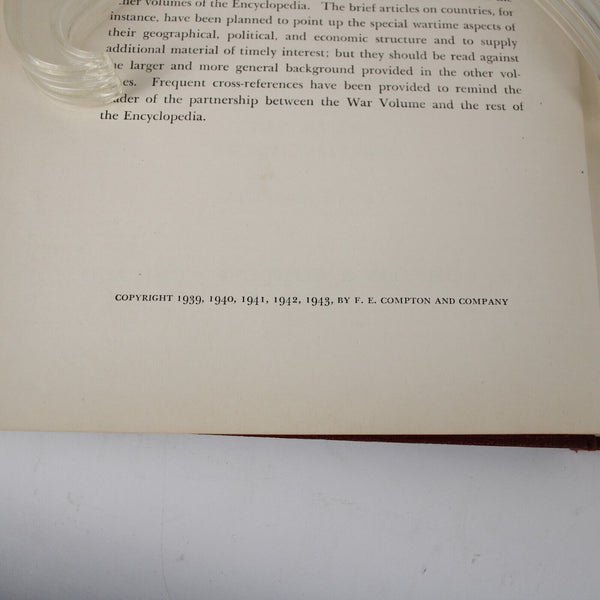 volumes of the Encyclopedia. The brief articles on countries, for
instance, have been planned to point up the special wartime aspects of
their geographical, political, and economic structure and to supply
additional material of timely interest; but they should be read against
larger and more general background provided in the other vol-
Frequent cross-references have been provided to remind the
of the partnership between the War Volume and the rest of
the Encyclopedia.
COPYRIGHT 1939, 1940, 1941, 1942, 1943, BY F. E. COMPTON AND COMPANY